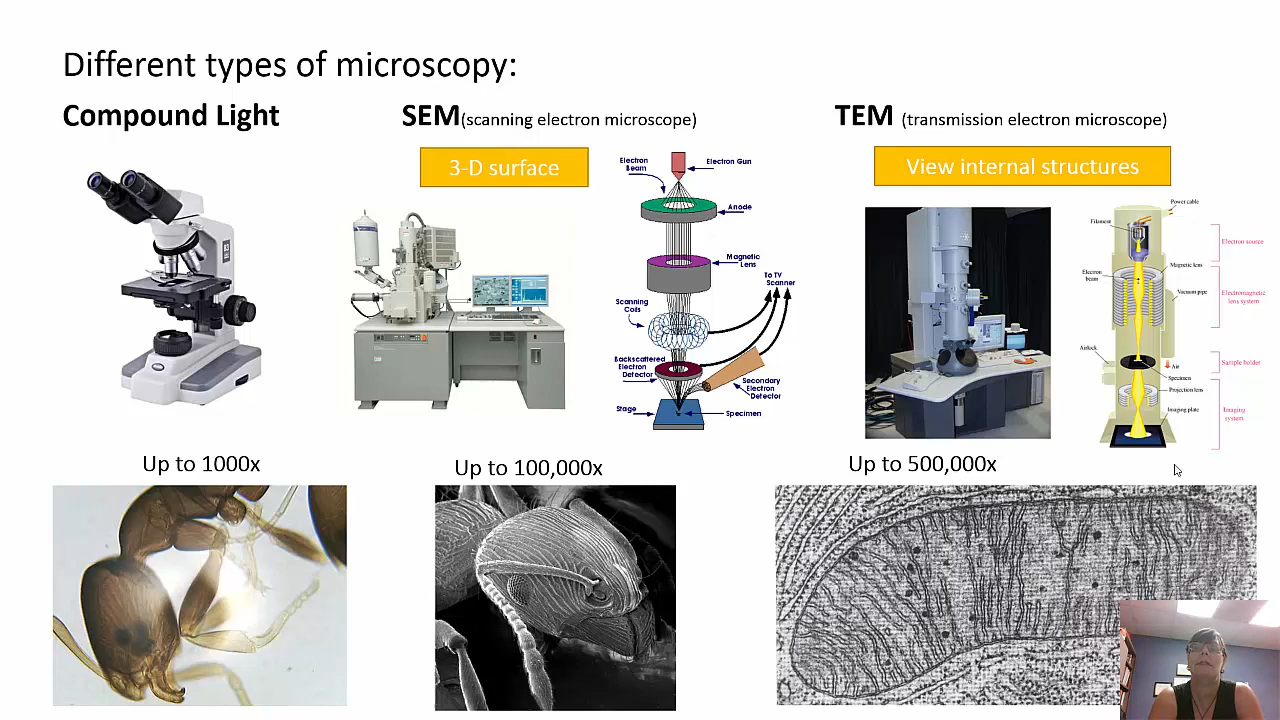 Different types of microscopy:
Compound Light
SEM(scanning electron microscope)
TEM (transmission electron microscope)
3-D surface
View internal structures
Electron
Beam
Electron Gun
Anode
Magnetic
Lens
To TV
Scanner
Scanning
Coils
Backscattered
Electron
Detector
Secondary
Electron
Detector
Stage
Specimen
Power cable
Filament
Electron source
Magnetic lens
Electron
beam
Vacuum pipe
Electromagnetic
lens system
Airlock
Air
Sample holder
Specimen
Projection lens
Imaging plate
Imaging
system
Up to 1000x
Up to 100,000x
Up to 500,000x